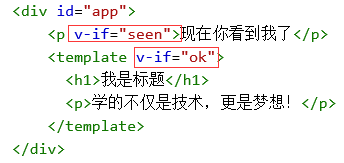 <div id="app">
<p v-if="seen">现在你看到我了</p>
<template v-if="ok">
<h1>我是标题</h1>
<p>学的不仅是技术，更是梦想！</p>
</template>
</div>